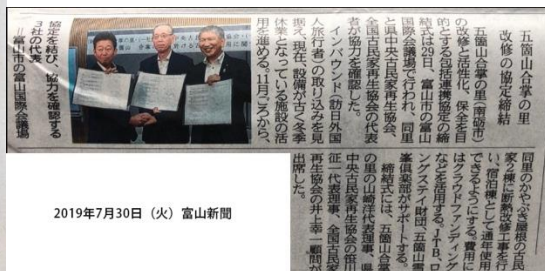 五箇山合掌の里
改修の協定締結
五箇山合掌の里(南砺市)
の改修と活性化、保全を目
的とする包括連携協定の締
結式は29日、富山市の富山
国際会議場で行われ、同里
と県中央古民家再生協会、
全国古民家再生協会の代表
者が協力を確認した。
インバウンド(訪日外国
人旅行者)の取り込みを見
据え、現在、設備が古く冬季
休業となっている施設の活
用を進める。11月ごろから、
同里のかやぶき屋根の古民
家2棟に断熱改修工事を行
い、宿泊棟として通年使用
できるようにする。費用に
はクラウドファンディング
などを活用する。JTB、ロ
ングステイ財団、五箇山雪
峯倶楽部がサポートする。
締結式には、五箇山合掌
の里の山崎洋代表理事、県
中央古民家再生協会の笹川
征一代表理事、全国古民家
再生協会の井上幸一顧問が
出席した。
協定を結び、協力を確認する
3社の代表
=富山市の富山国際会議場
2019年7月30日(火)富山新聞